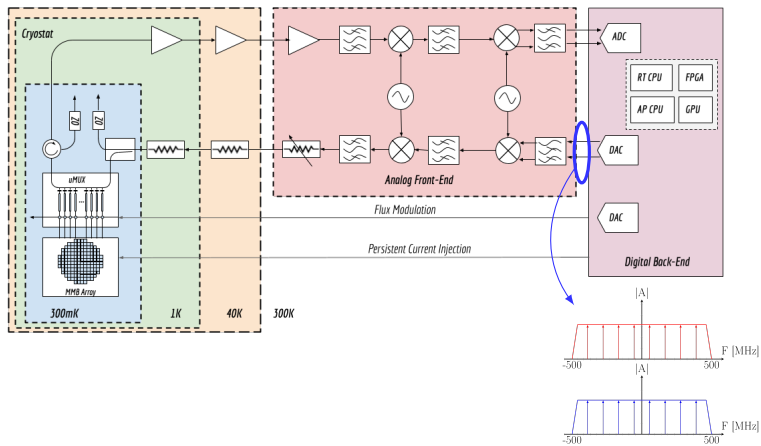 Cryostat
ADC
RT CPU
FPGA
AP CPU
GPU
ZO
ZO
DAC
Analog Front-End
uMUX
...
Flux Modulation
DAC
Persistent Current Injection
Digital Back-End
MMB Array
300mK
1K
40K
300K
|A|
F [MHz]
-500
500
|A|
F [MHz]
-500
500